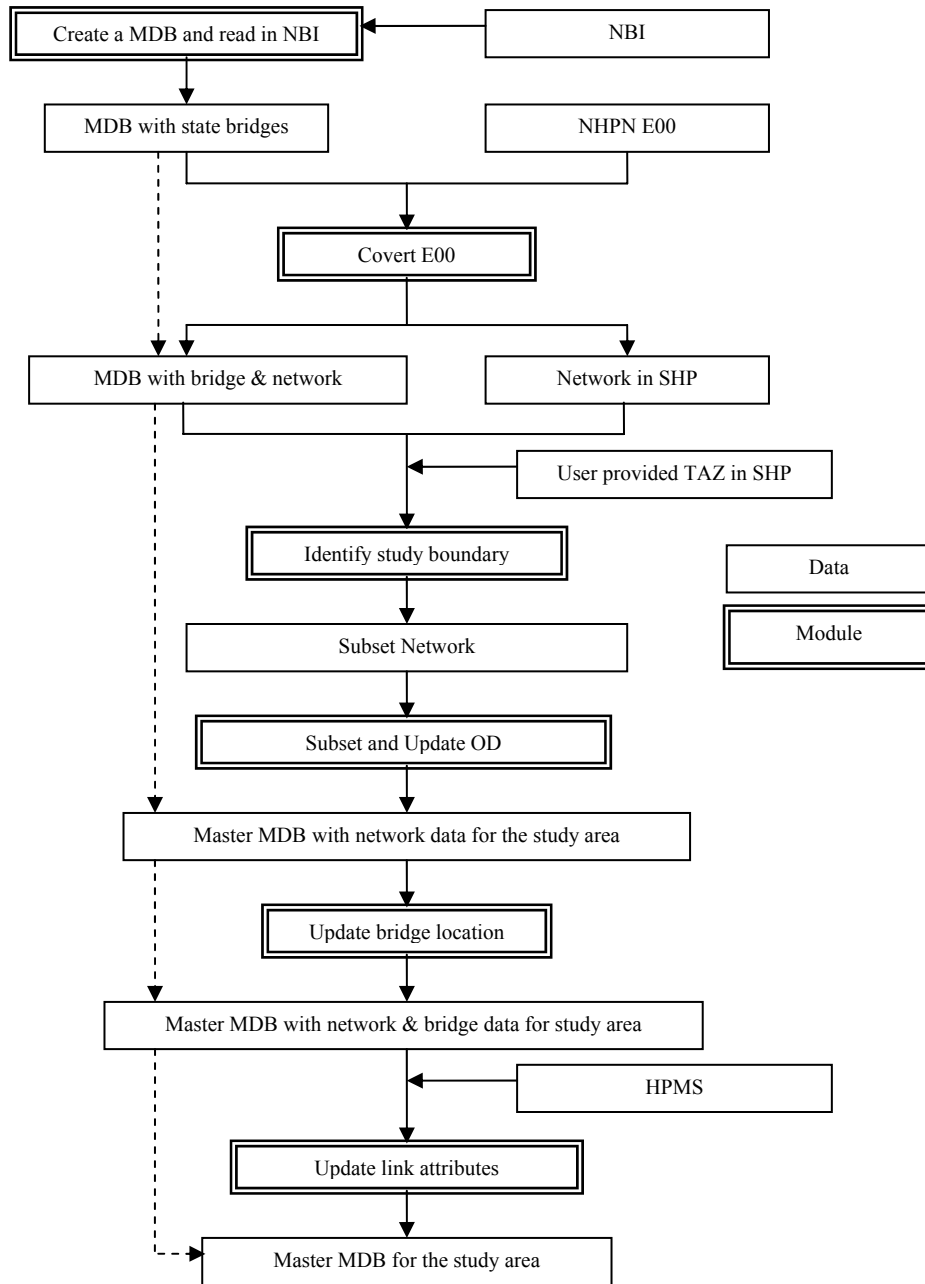 Create a MDB and read in NBI
NBI
MDB with state bridges
NHPN E00
Covert E00
MDB with bridge & network
Network in SHP
User provided TAZ in SHP
Identify study boundary
Data
Subset Network
Module
Subset and Update OD
Master MDB with network data for the study area
Update bridge location
Master MDB with network & bridge data for study area
HPMS
Update link attributes
Master MDB for the study area